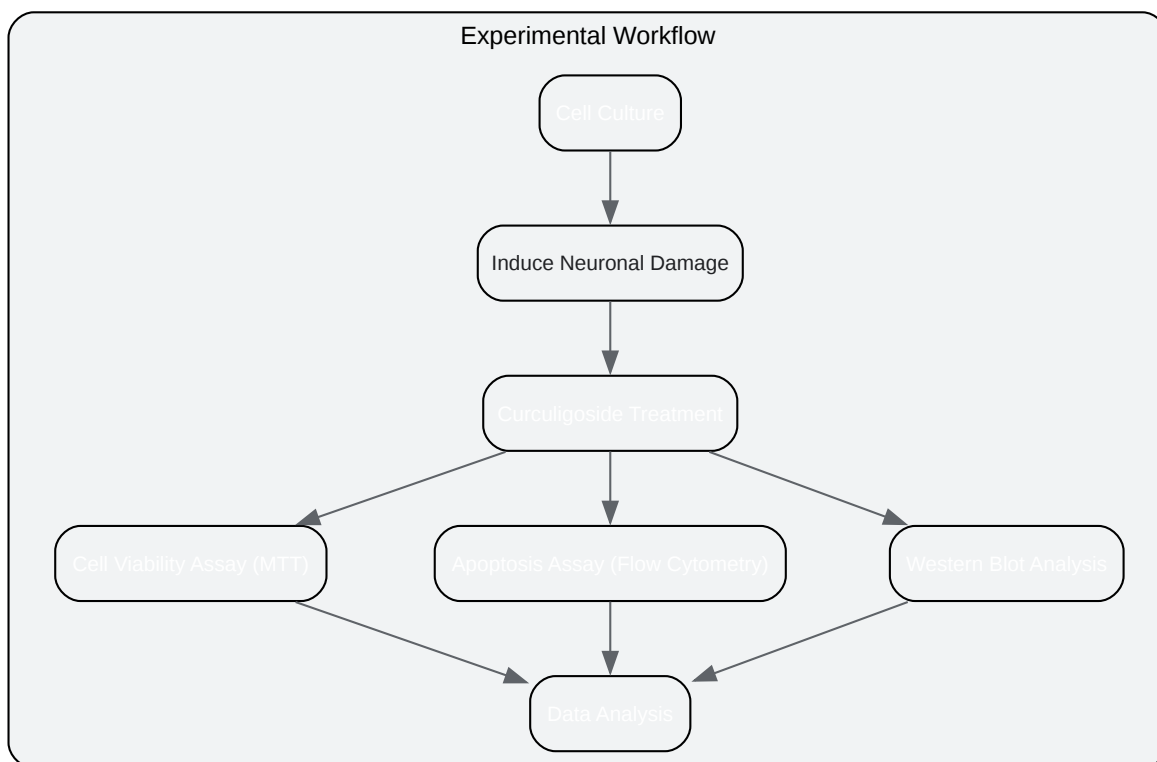 Experimental Workflow
Cell Culture
Induce Neuronal Damage
Curculigoside Treatment
Cell Viability Assay (MTT)
Apoptosis Assay (Flow Cytometry)
Western Blot Analysis
Data Analysis